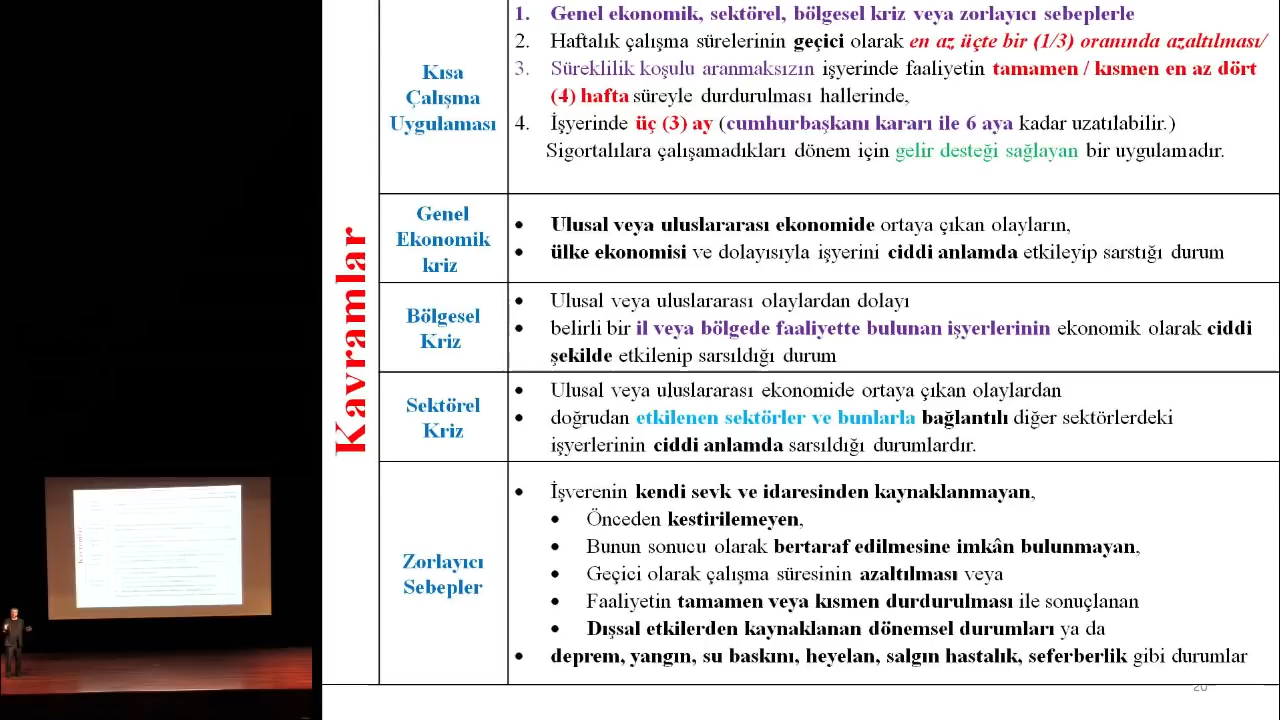 Kavramlar
Kısa
Çalışma
Uygulaması
1. Genel ekonomik, sektörel, bölgesel kriz veya zorlayıcı sebeplerle
2. Haftalık çalışma sürelerinin geçici olarak en az üçte bir (1/3) oranında azaltılması/
3. Süreklilik koşulu aranmaksızın işyerinde faaliyetin tamamen / kısmen en az dört
(4) hafta süreyle durdurulması hallerinde,
4. İşyerinde üç (3) ay (cumhurbaşkanı kararı ile 6 aya kadar uzatılabilir.)
Sigortalılara çalışamadıkları dönem için gelir desteği sağlayan bir uygulamadır.
Genel
Ekonomik
kriz
• Ulusal veya uluslararası ekonomide ortaya çıkan olayların,
• ülke ekonomisi ve dolayısıyla işyerini ciddi anlamda etkileyip sarstığı durum
Bölgesel
Kriz
• Ulusal veya uluslararası olaylardan dolayı
• belirli bir il veya bölgede faaliyette bulunan işyerlerinin ekonomik olarak ciddi
şekilde etkilenip sarsıldığı durum
Sektörel
Kriz
• Ulusal veya uluslararası ekonomide ortaya çıkan olaylardan
• doğrudan etkilenen sektörler ve bunlarla bağlantılı diğer sektörlerdeki
işyerlerinin ciddi anlamda sarsıldığı durumlardır.
Zorlayıcı
Sebepler
• İşverenin kendi sevk ve idaresinden kaynaklanmayan,
• Önceden kestirilemeyen,
• Bunun sonucu olarak bertaraf edilmesine imkân bulunmayan,
• Geçici olarak çalışma süresinin azaltılması veya
• Faaliyetin tamamen veya kısmen durdurulması ile sonuçlanan
• Dışsal etkilerden kaynaklanan dönemsel durumları ya da
• deprem, yangın, su baskını, heyelan, salgın hastalık, seferberlik gibi durumlar
20